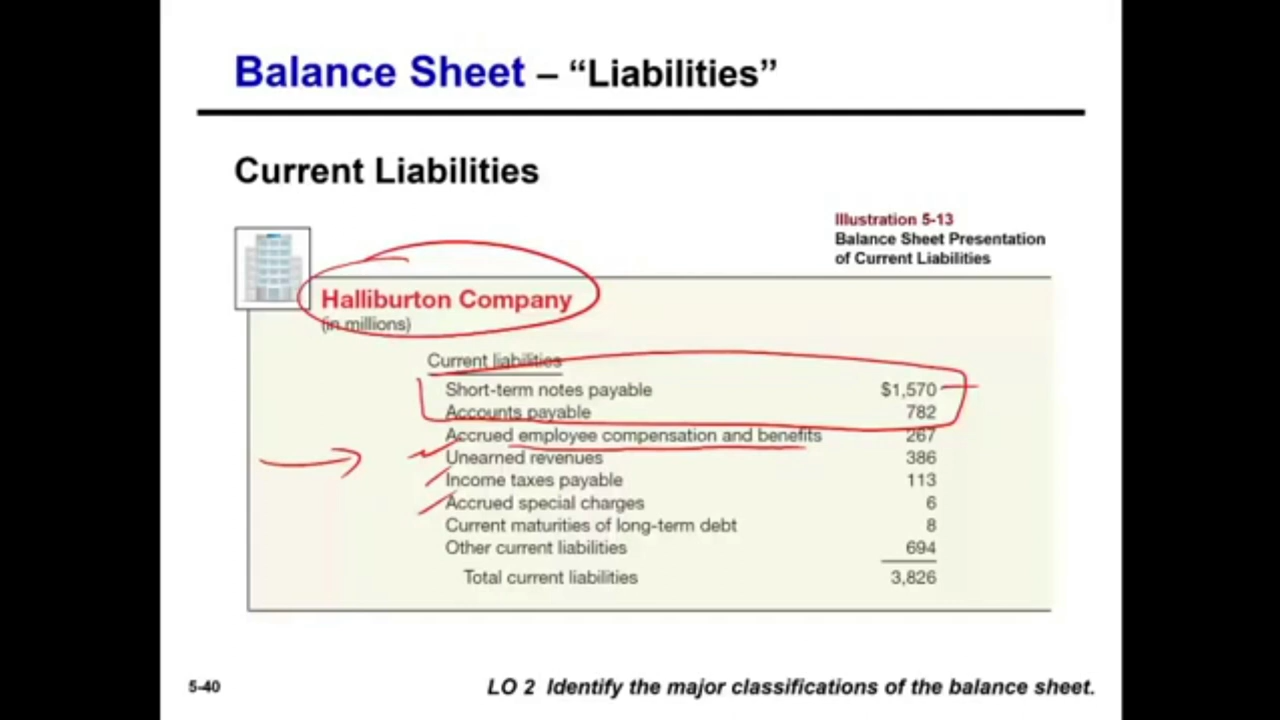 Balance Sheet – “Liabilities”
Current Liabilities
Illustration 5-13
Balance Sheet Presentation
of Current Liabilities
Halliburton Company
(in millions)
Current liabilities
Short-term notes payable $1,570
Accounts payable 782
Accrued employee compensation and benefits 267
Unearned revenues 386
Income taxes payable 113
Accrued special charges 6
Current maturities of long-term debt 8
Other current liabilities 694
Total current liabilities 3,826
5-40
LO 2 Identify the major classifications of the balance sheet.